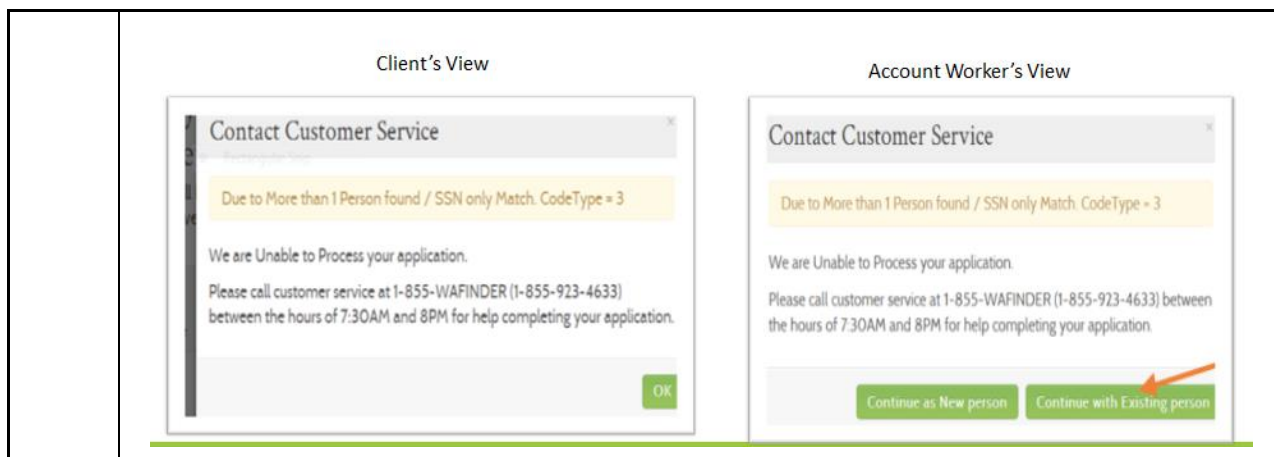 Client's View
Contact Customer Service
Due to More than 1 Person found / SSN only Match. CodeType = 3
We are Unable to Process your application.
Please call customer service at 1-855-WAFINDER (1-855-923-4633)
between the hours of 7:30AM and 8PM for help completing your application.
OK
Account Worker's View
Contact Customer Service
Due to More than 1 Person found / SSN only Match. CodeType = 3
We are Unable to Process your application.
Please call customer service at 1-855-WAFINDER (1-855-923-4633) between
the hours of 7:30AM and 8PM for help completing your application.
Continue as New person
Continue with Existing person